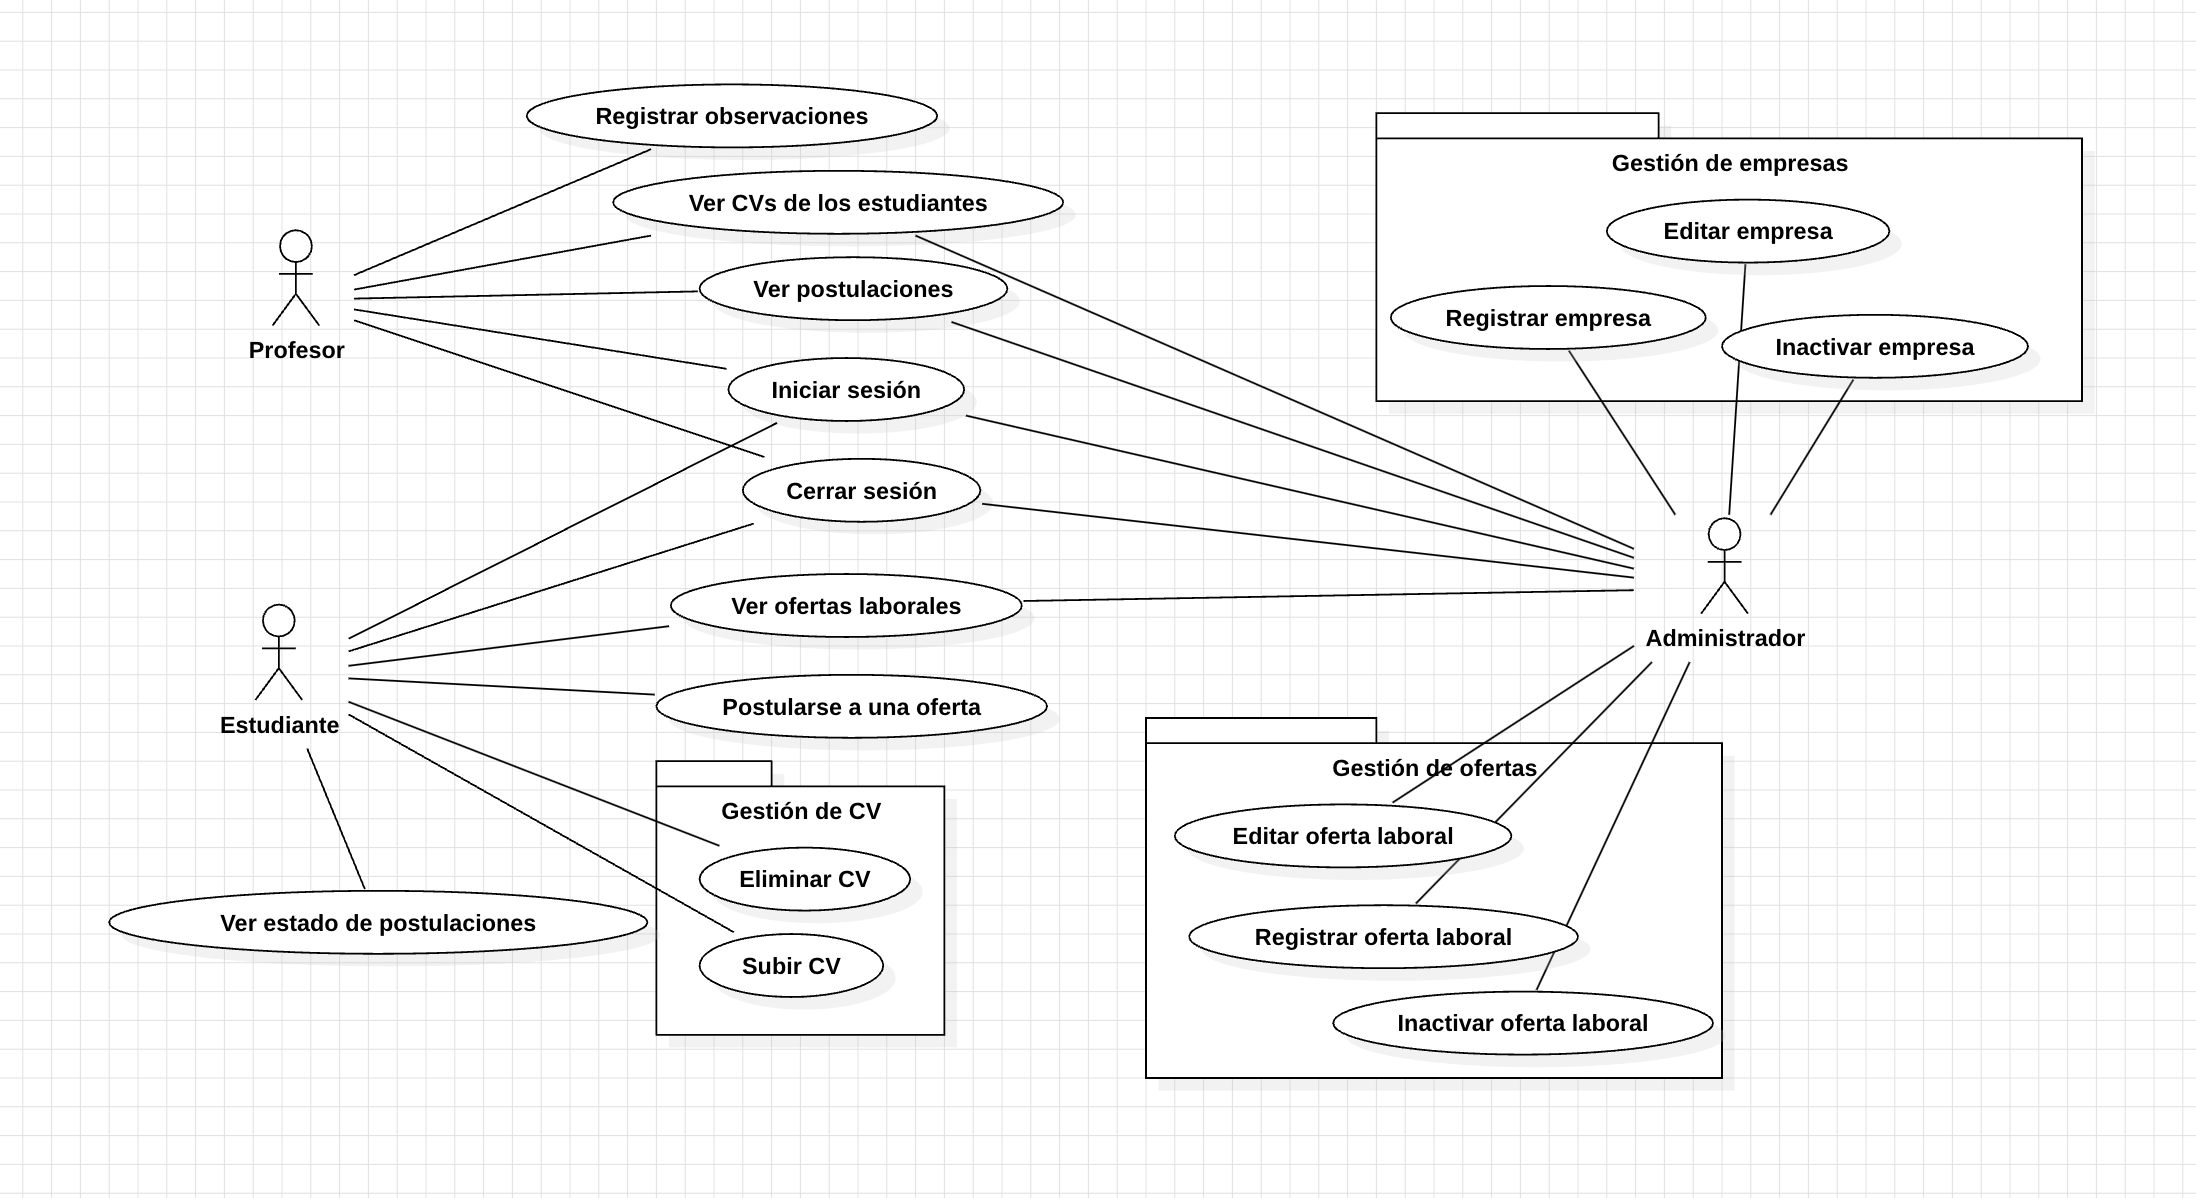 Registrar observaciones
Ver CVs de los estudiantes
Ver postulaciones
Iniciar sesión
Cerrar sesión
Ver ofertas laborales
Postularse a una oferta
Profesor
Estudiante
Ver estado de postulaciones
Gestión de CV
Eliminar CV
Subir CV
Gestión de empresas
Editar empresa
Registrar empresa
Inactivar empresa
Administrador
Gestión de ofertas
Editar oferta laboral
Registrar oferta laboral
Inactivar oferta laboral